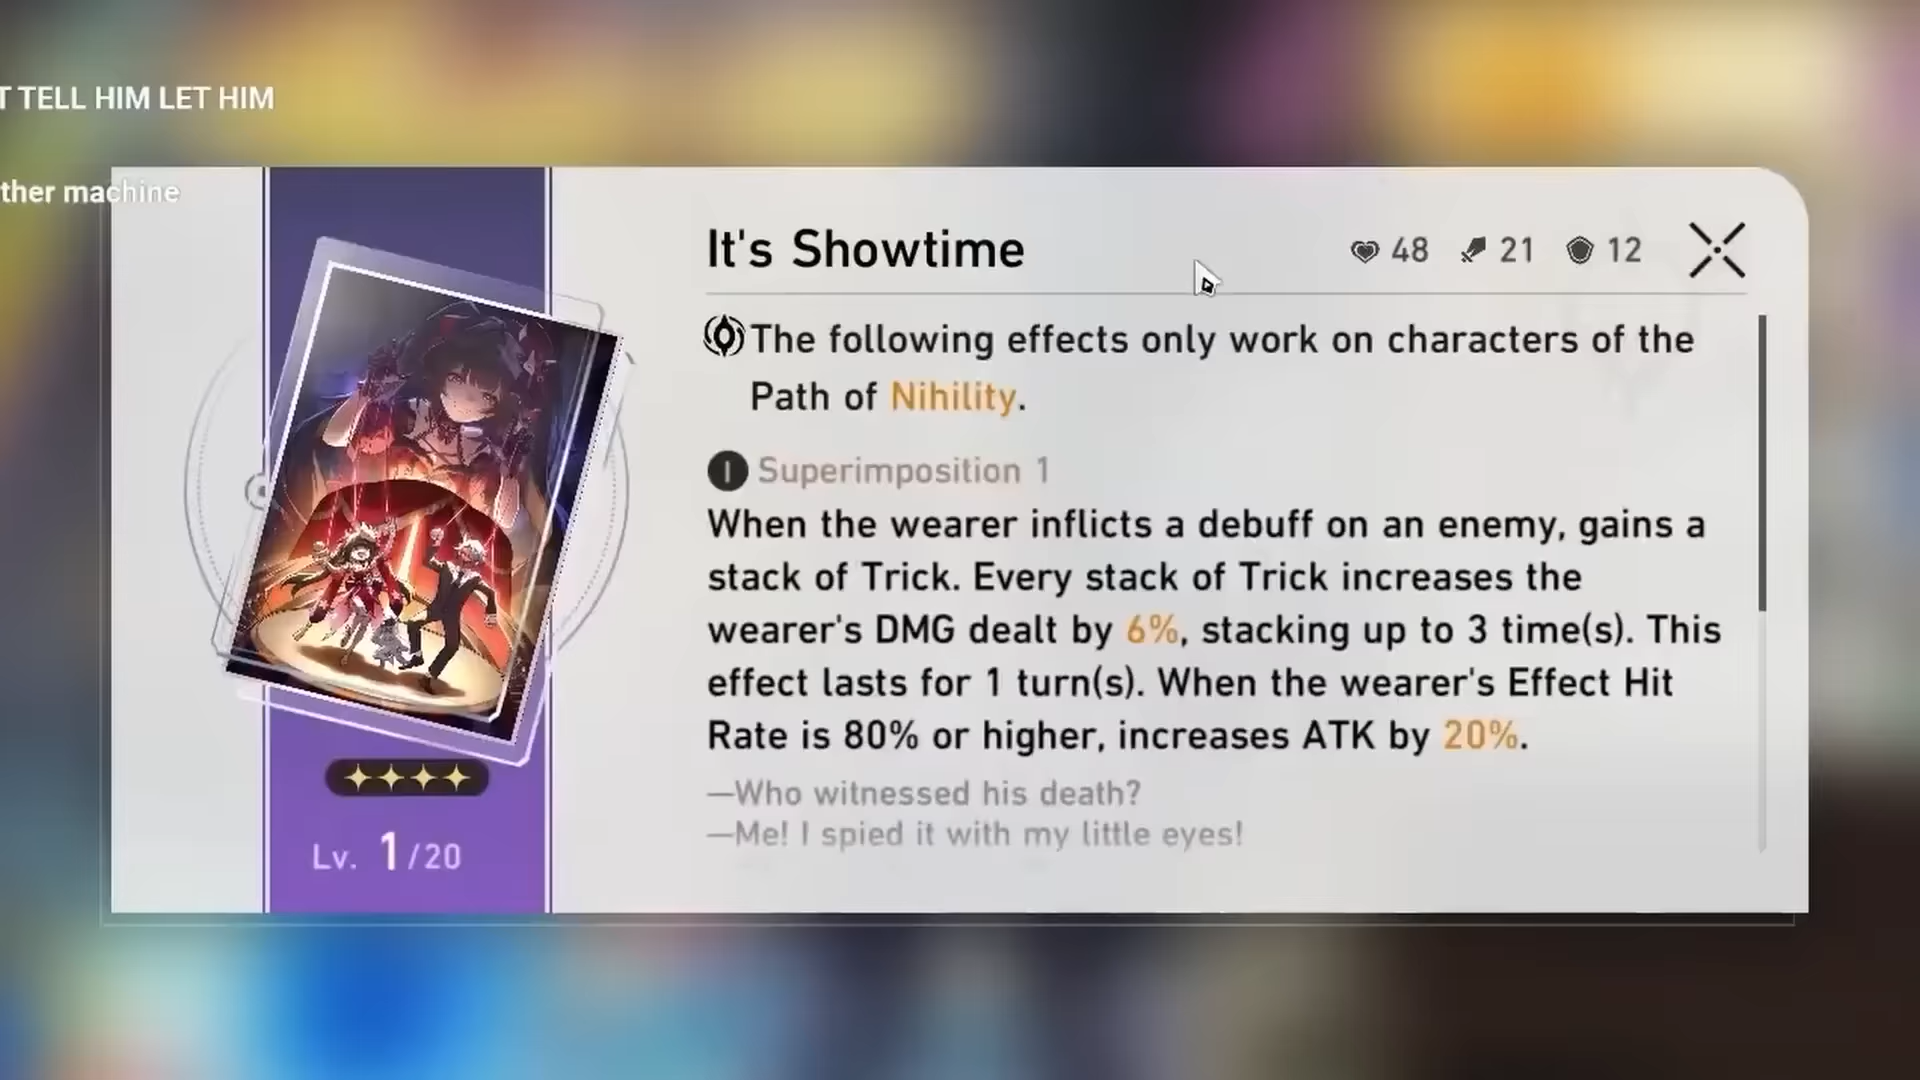 T TELL HIM LET HIM
ther machine
It's Showtime
48 21 12
The following effects only work on characters of the
Path of Nihility.
I Superimposition 1
When the wearer inflicts a debuff on an enemy, gains a
stack of Trick. Every stack of Trick increases the
wearer's DMG dealt by 6%, stacking up to 3 time(s). This
effect lasts for 1 turn(s). When the wearer's Effect Hit
Rate is 80% or higher, increases ATK by 20%.
—Who witnessed his death?
—Me! I spied it with my little eyes!
Lv. 1/20